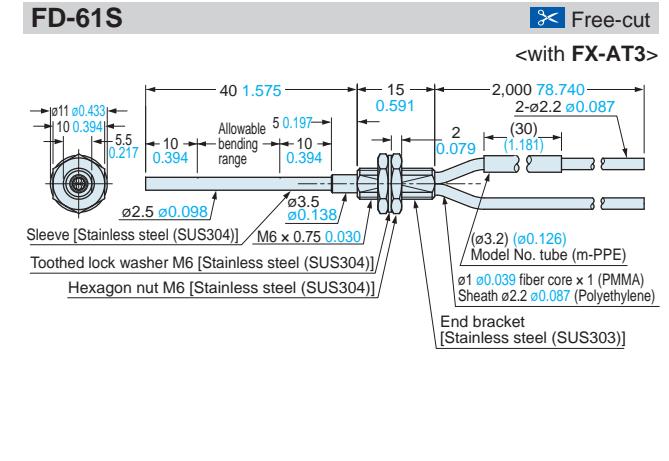 FD-61S
Free-cut
<with FX-AT3>
40 1.575
15
0.591
2,000 78.740
2-ø2.2 ø0.087
ø11 ø0.433
10 0.394
5.5
0.217
10
0.394
Allowable
bending
range
5 0.197
10
0.394
2
0.079
(30)
(1.181)
ø2.5 ø0.098
ø3.5
ø0.138
Sleeve [Stainless steel (SUS304)]
M6 × 0.75 0.030
Toothed lock washer M6 [Stainless steel (SUS304)]
Hexagon nut M6 [Stainless steel (SUS304)]
(ø3.2) (ø0.126)
Model No. tube (m-PPE)
ø1 ø0.039 fiber core × 1 (PMMA)
Sheath ø2.2 ø0.087 (Polyethylene)
End bracket
[Stainless steel (SUS303)]